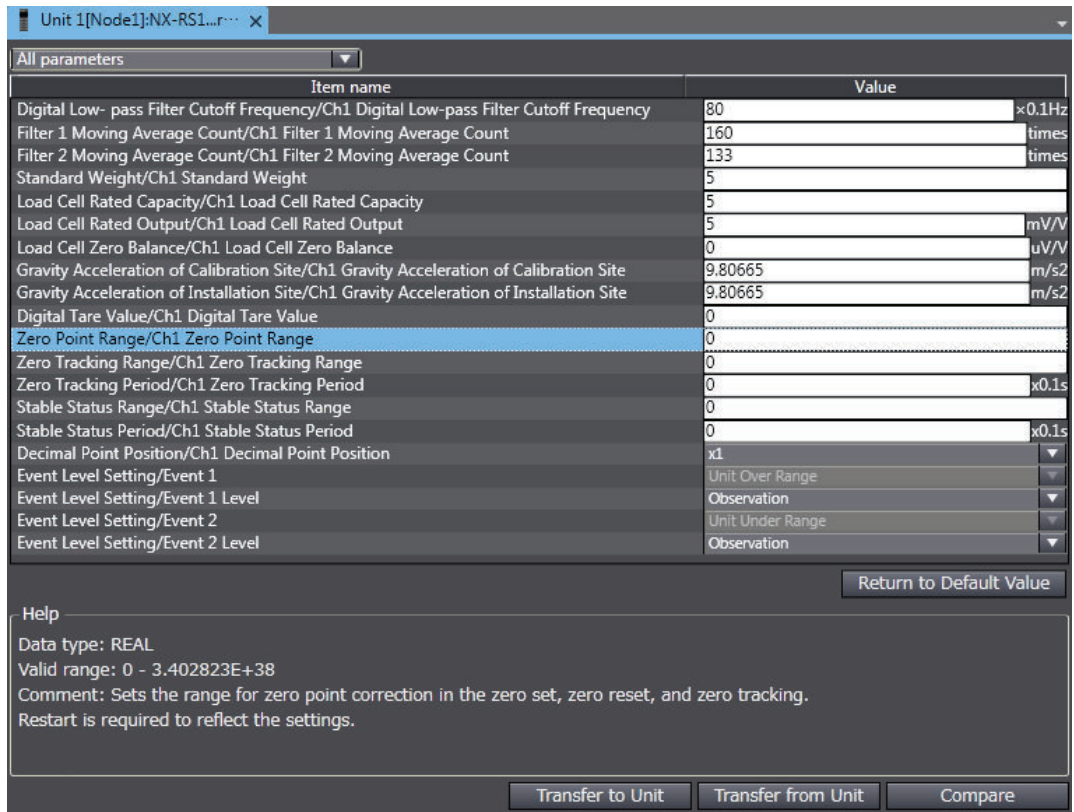 Unit 1[Node1]:NX-RS1...r···
All parameters
Item name Value
Digital Low- pass Filter Cutoff Frequency/Ch1 Digital Low-pass Filter Cutoff Frequency 80 ×0.1Hz
Filter 1 Moving Average Count/Ch1 Filter 1 Moving Average Count 160 times
Filter 2 Moving Average Count/Ch1 Filter 2 Moving Average Count 133 times
Standard Weight/Ch1 Standard Weight 5
Load Cell Rated Capacity/Ch1 Load Cell Rated Capacity 5
Load Cell Rated Output/Ch1 Load Cell Rated Output 5 mV/V
Load Cell Zero Balance/Ch1 Load Cell Zero Balance 0 uV/V
Gravity Acceleration of Calibration Site/Ch1 Gravity Acceleration of Calibration Site 9.80665 m/s2
Gravity Acceleration of Installation Site/Ch1 Gravity Acceleration of Installation Site 9.80665 m/s2
Digital Tare Value/Ch1 Digital Tare Value 0
Zero Point Range/Ch1 Zero Point Range 0
Zero Tracking Range/Ch1 Zero Tracking Range 0
Zero Tracking Period/Ch1 Zero Tracking Period 0 x0.1s
Stable Status Range/Ch1 Stable Status Range 0
Stable Status Period/Ch1 Stable Status Period 0 x0.1s
Decimal Point Position/Ch1 Decimal Point Position x1
Event Level Setting/Event 1 Unit Over Range
Event Level Setting/Event 1 Level Observation
Event Level Setting/Event 2 Unit Under Range
Event Level Setting/Event 2 Level Observation
Return to Default Value
Help
Data type: REAL
Valid range: 0 - 3.402823E+38
Comment: Sets the range for zero point correction in the zero set, zero reset, and zero tracking.
Restart is required to reflect the settings.
Transfer to Unit Transfer from Unit Compare